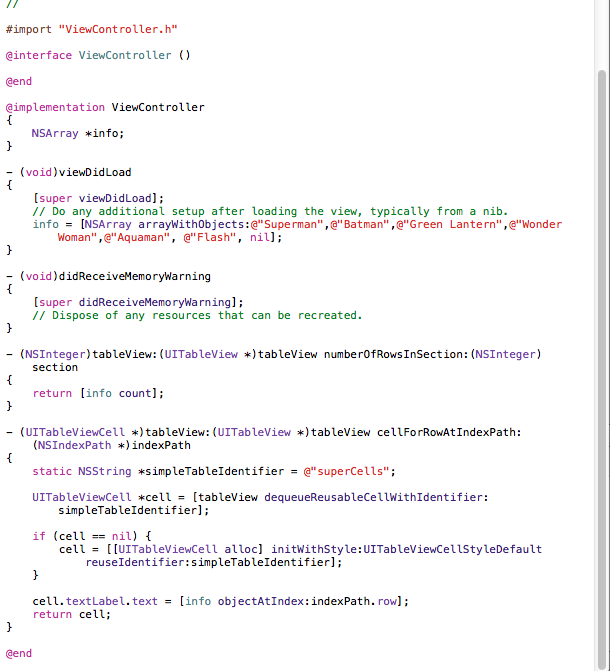 //
#import "ViewController.h"
@interface ViewController ()
@end
@implementation ViewController
{
    NSArray *info;
}
- (void)viewDidLoad
{
    [super viewDidLoad];
    // Do any additional setup after loading the view, typically from a nib.
    info = [NSArray arrayWithObjects:@"Superman",@"Batman",@"Green Lantern",@"Wonder
        Woman",@"Aquaman", @"Flash", nil];
}
- (void)didReceiveMemoryWarning
{
    [super didReceiveMemoryWarning];
    // Dispose of any resources that can be recreated.
}
- (NSInteger)tableView:(UITableView *)tableView numberOfRowsInSection:(NSInteger)
    section
{
    return [info count];
}
- (UITableViewCell *)tableView:(UITableView *)tableView cellForRowAtIndexPath:
    (NSIndexPath *)indexPath
{
    static NSString *simpleTableIdentifier = @"superCells";
    UITableViewCell *cell = [tableView dequeueReusableCellWithIdentifier:
        simpleTableIdentifier];
    if (cell == nil) {
        cell = [[UITableViewCell alloc] initWithStyle:UITableViewCellStyleDefault
            reuseIdentifier:simpleTableIdentifier];
    }
    cell.textLabel.text = [info objectAtIndex:indexPath.row];
    return cell;
}
@end